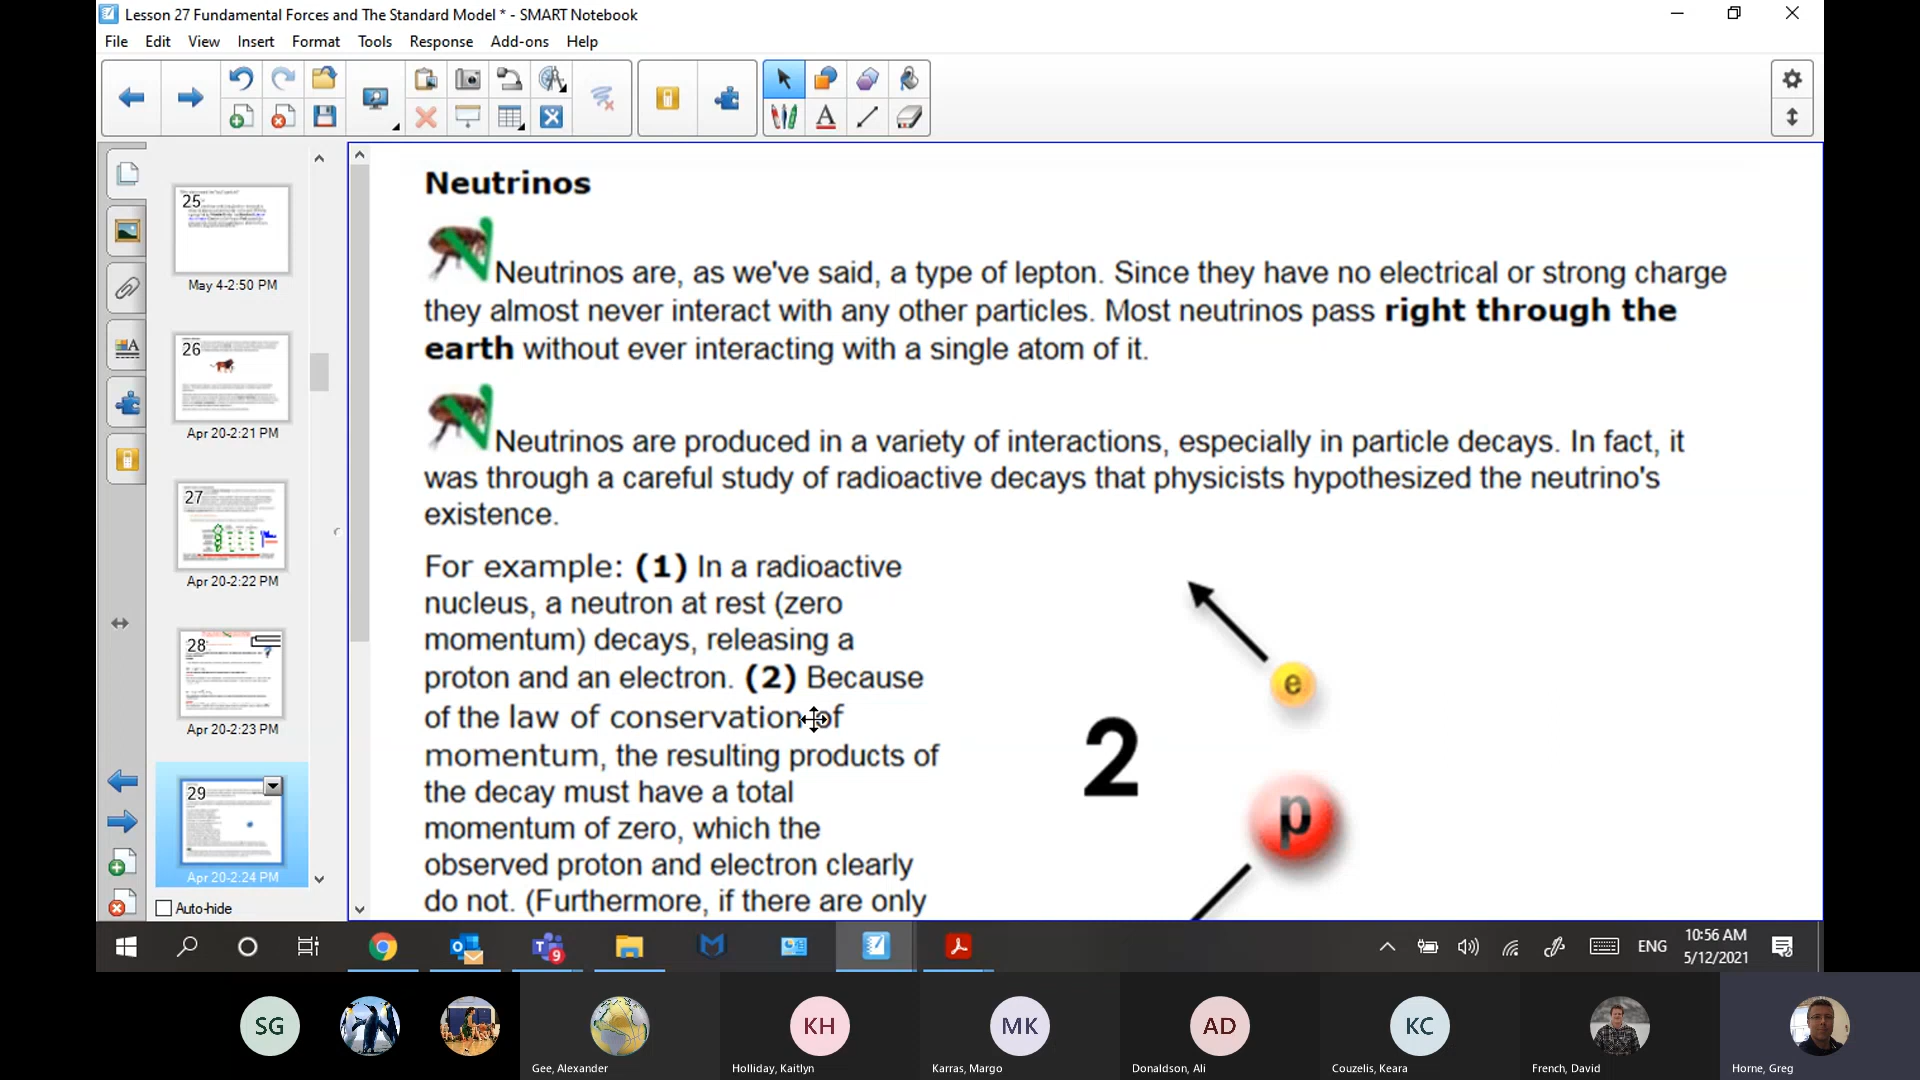 Lesson 27 Fundamental Forces and The Standard Model * - SMART Notebook
File Edit View Insert Format Tools Response Add-ons Help
25
May 4-2:50 PM
26
Apr 20-2:21 PM
27
Apr 20-2:22 PM
28
Apr 20-2:23 PM
29
Apr 20-2:24 PM
Auto-hide
Neutrinos
Neutrinos are, as we've said, a type of lepton. Since they have no electrical or strong charge
they almost never interact with any other particles. Most neutrinos pass right through the
earth without ever interacting with a single atom of it.
Neutrinos are produced in a variety of interactions, especially in particle decays. In fact, it
was through a careful study of radioactive decays that physicists hypothesized the neutrino's
existence.
For example: (1) In a radioactive
nucleus, a neutron at rest (zero
momentum) decays, releasing a
proton and an electron. (2) Because
of the law of conservation of
momentum, the resulting products of
the decay must have a total
momentum of zero, which the
observed proton and electron clearly
do not. (Furthermore, if there are only
e
2
p
9
ENG
10:56 AM
5/12/2021
SG
KH
MK
AD
KC
Gee, Alexander
Holliday, Kaitlyn
Karras, Margo
Donaldson, Ali
Couzelis, Keara
French, David
Horne, Greg